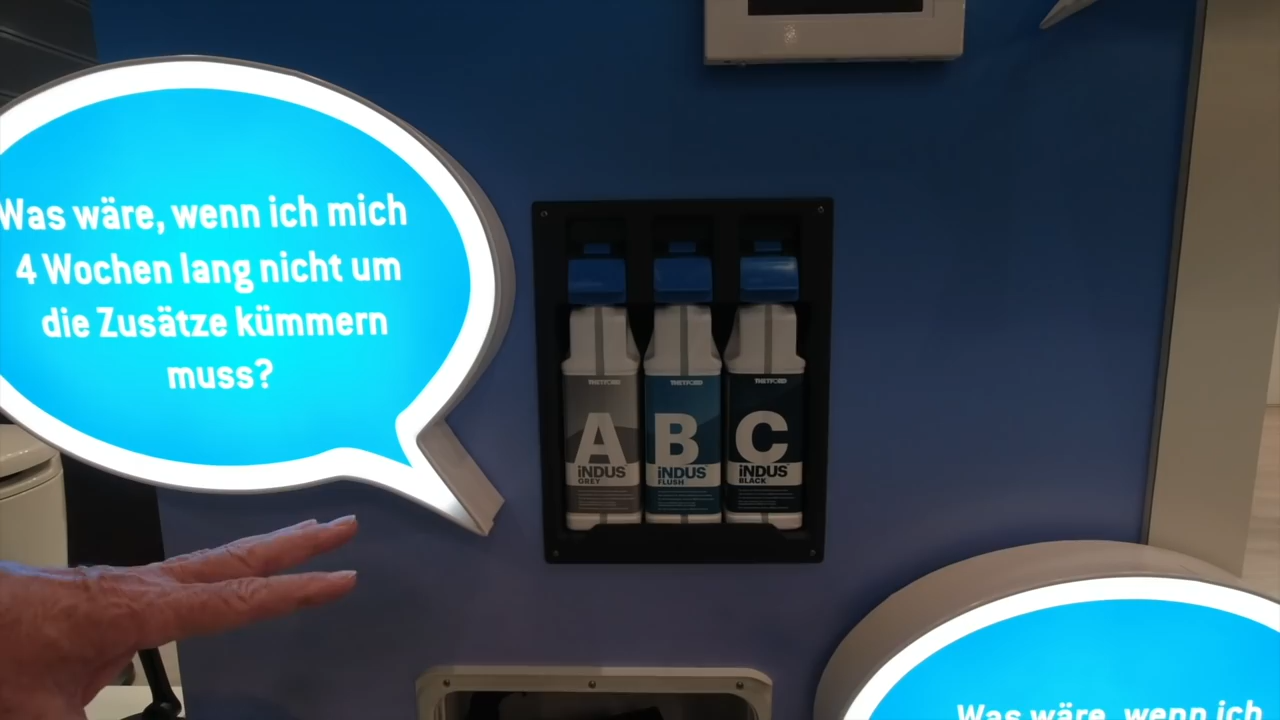 Was wäre, wenn ich mich
4 Wochen lang nicht um
die Zusätze kümmern
muss?
THETFORD
A
iNDUS
GREY
THETFORD
B
iNDUS
FLUSH
THETFORD
C
iNDUS
BLACK
Was wäre, wenn ich